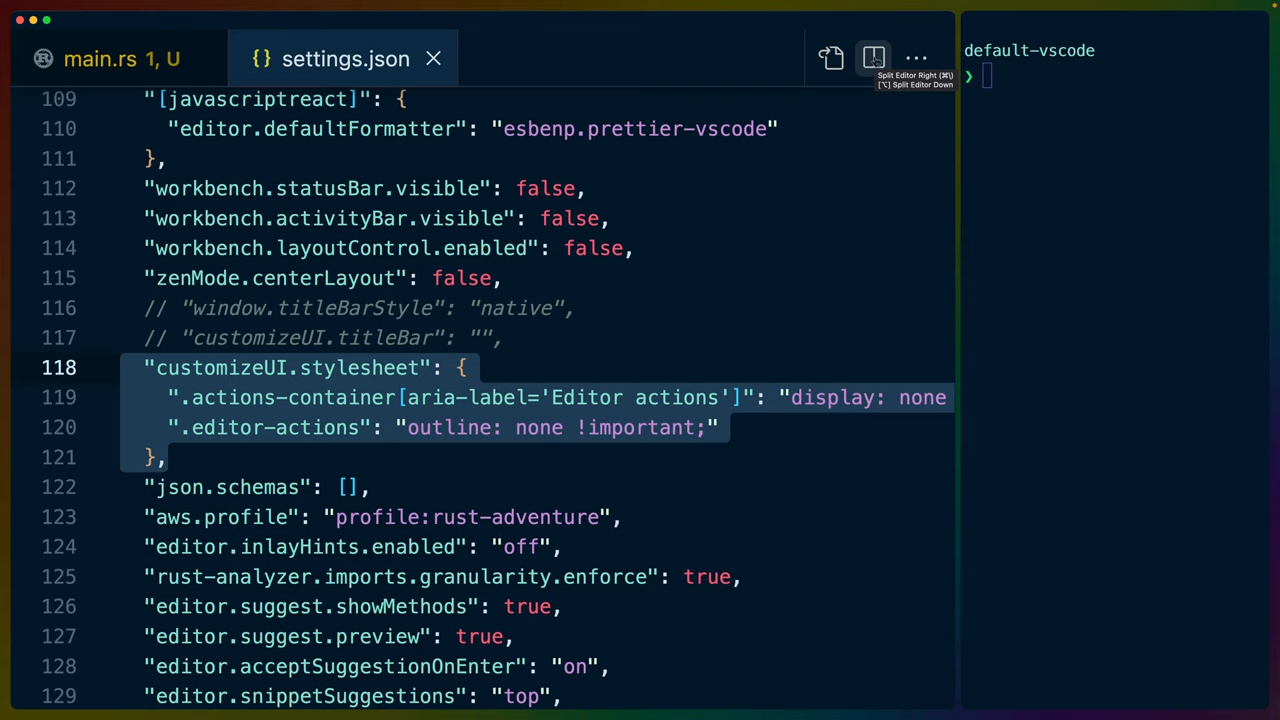 main.rs 1, U
{} settings.json
Split Editor Right (⌘\)
[⌥] Split Editor Down
default-vscode
❯
109 "[javascriptreact]": {
110 "editor.defaultFormatter": "esbenp.prettier-vscode"
111 },
112 "workbench.statusBar.visible": false,
113 "workbench.activityBar.visible": false,
114 "workbench.layoutControl.enabled": false,
115 "zenMode.centerLayout": false,
116 // "window.titleBarStyle": "native",
117 // "customizeUI.titleBar": "",
118 "customizeUI.stylesheet": {
119 ".actions-container[aria-label='Editor actions']": "display: none
120 ".editor-actions": "outline: none !important;"
121 },
122 "json.schemas": [],
123 "aws.profile": "profile:rust-adventure",
124 "editor.inlayHints.enabled": "off",
125 "rust-analyzer.imports.granularity.enforce": true,
126 "editor.suggest.showMethods": true,
127 "editor.suggest.preview": true,
128 "editor.acceptSuggestionOnEnter": "on",
129 "editor.snippetSuggestions": "top",